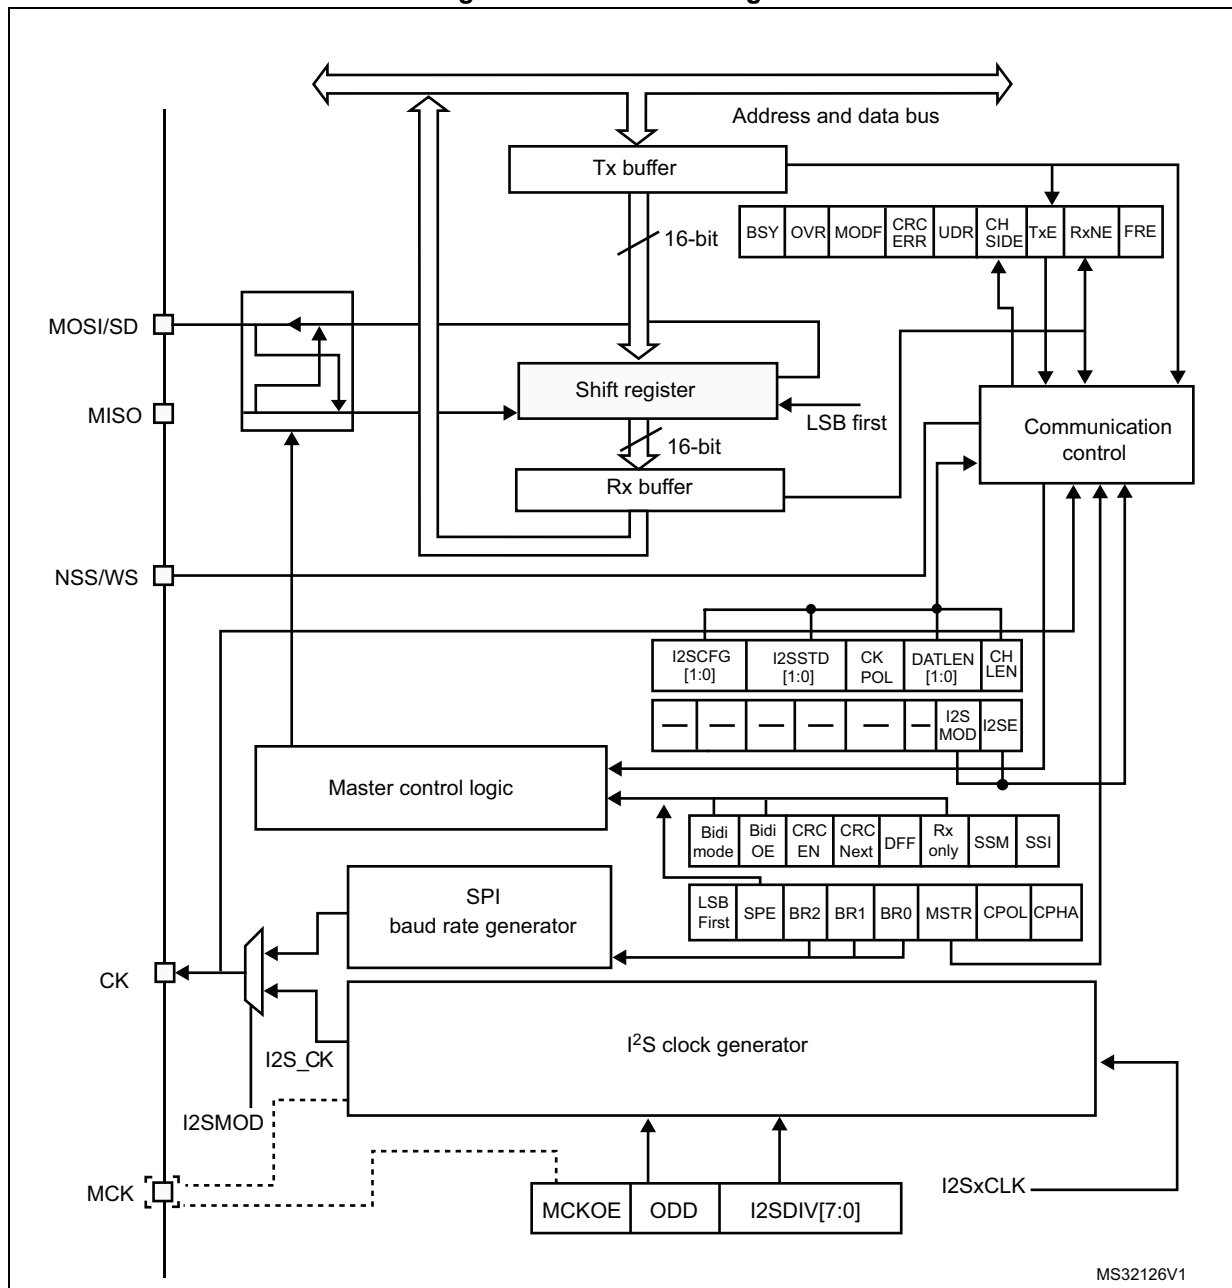 Address and data bus
Tx buffer
BSY OVR MODF CRC ERR UDR CH SIDE TxE RxNE FRE
16-bit
MOSI/SD
Shift register
MISO
LSB first
Communication
control
16-bit
Rx buffer
NSS/WS
I2SCFG [1:0] I2SSTD [1:0] CK POL DATLEN [1:0] CH LEN
— — — — — — I2S MOD I2SE
Master control logic
Bidi mode Bidi OE CRC EN CRC Next DFF Rx only SSM SSI
SPI
baud rate generator
LSB First SPE BR2 BR1 BR0 MSTR CPOL CPHA
CK
I²S clock generator
I2S_CK
I2SMOD
MCK
I2SxCLK
MCKOE ODD I2SDIV[7:0]
MS32126V1